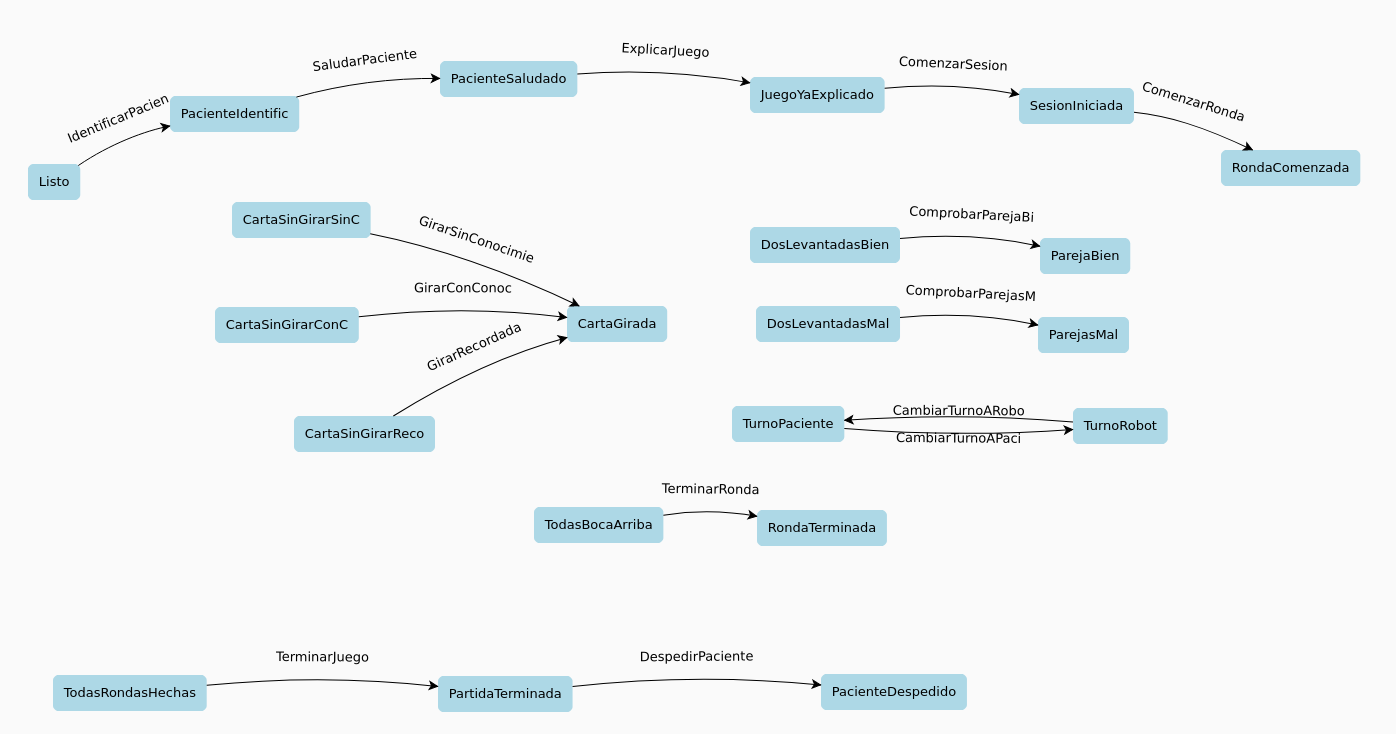 ExplicarJuego
SaludarPaciente
ComenzarSesion
PacienteSaludado
JuegoYaExplicado
ComenzarRonda
IdentificarPacien
PacienteIdentific
SesionIniciada
Listo
RondaComenzada
CartaSinGirarSinC
GirarSinConocimie
ComprobarParejaBi
DosLevantadasBien
ParejaBien
GirarConConoc
ComprobarParejasM
CartaSinGirarConC
CartaGirada
DosLevantadasMal
ParejasMal
GirarRecordada
CartaSinGirarReco
CambiarTurnoARobo
TurnoPaciente
TurnoRobot
CambiarTurnoAPaci
TerminarRonda
TodasBocaArriba
RondaTerminada
TerminarJuego
DespedirPaciente
TodasRondasHechas
PartidaTerminada
PacienteDespedido